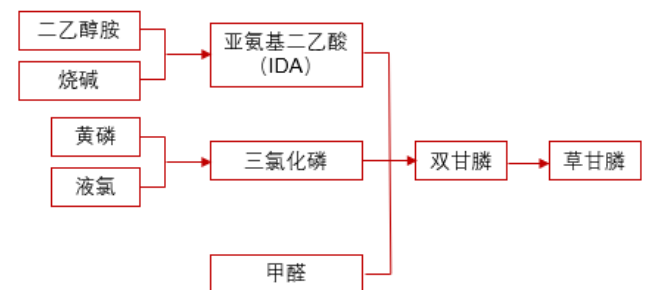 二乙醇胺
烧碱
亚氨基二乙酸
（IDA）
黄磷
液氯
三氯化磷
甲醛
双甘膦
草甘膦